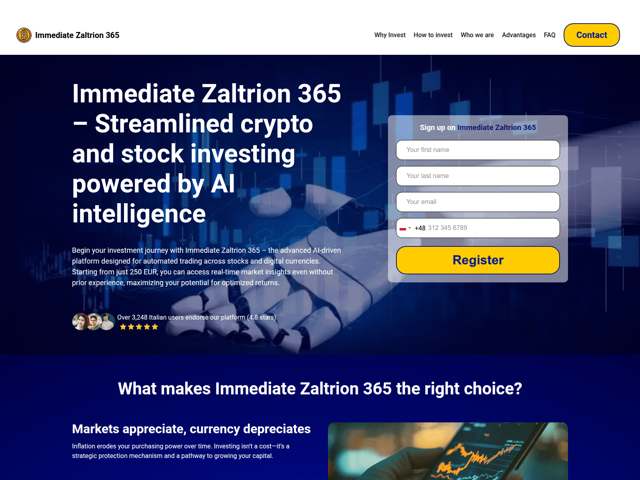 Immediate Zaltrion 365
Why Invest How to invest Who we are Advantages FAQ Contact
Immediate Zaltrion 365
– Streamlined crypto
and stock investing
powered by AI
intelligence
Begin your investment journey with Immediate Zaltrion 365 – the advanced AI-driven
platform designed for automated trading across stocks and digital currencies.
Starting from just 250 EUR, you can access real-time market insights even without
prior experience, maximizing your potential for optimized returns.
Over 3,248 Italian users endorse our platform (4.6 stars)
Sign up on Immediate Zaltrion 365
Your first name
Your last name
Your email
+48 312 345 6789
Register
What makes Immediate Zaltrion 365 the right choice?
Markets appreciate, currency depreciates
Inflation erodes your purchasing power over time. Investing isn't a cost—it's a
strategic protection mechanism and a pathway to growing your capital.